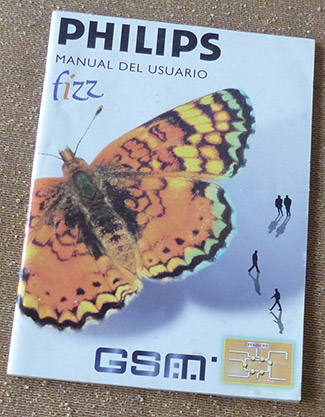 PHILIPS
MANUAL DEL USUARIO
fizz
GSM